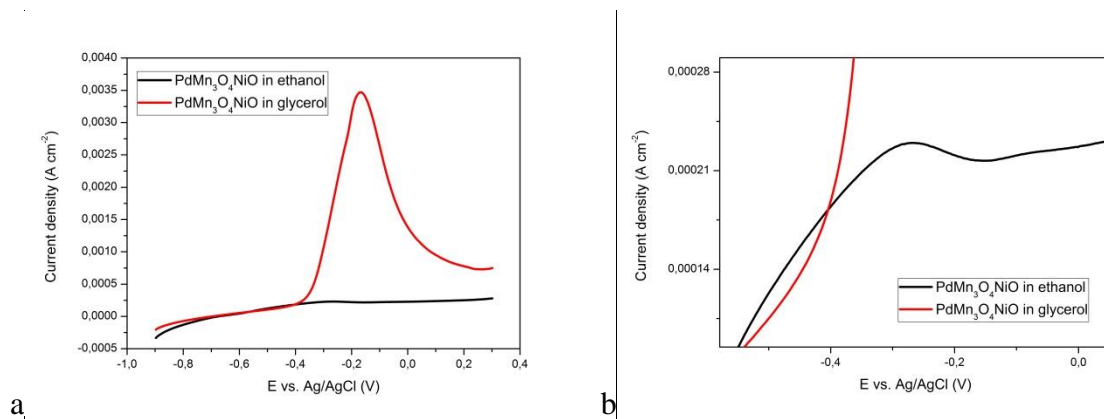 0,0040
0,0035
0,0030
0,0025
0,0020
0,0015
0,0010
0,0005
0,0000
-0,0005
Current density (A cm⁻²)
PdMn₃O₄NiO in ethanol
PdMn₃O₄NiO in glycerol
-1,0 -0,8 -0,6 -0,4 -0,2 0,0 0,2 0,4
E vs. Ag/AgCl (V)
a
0,00028
0,00021
0,00014
Current density (A cm⁻²)
PdMn₃O₄NiO in ethanol
PdMn₃O₄NiO in glycerol
-0,4 -0,2 0,0
E vs. Ag/AgCl (V)
b